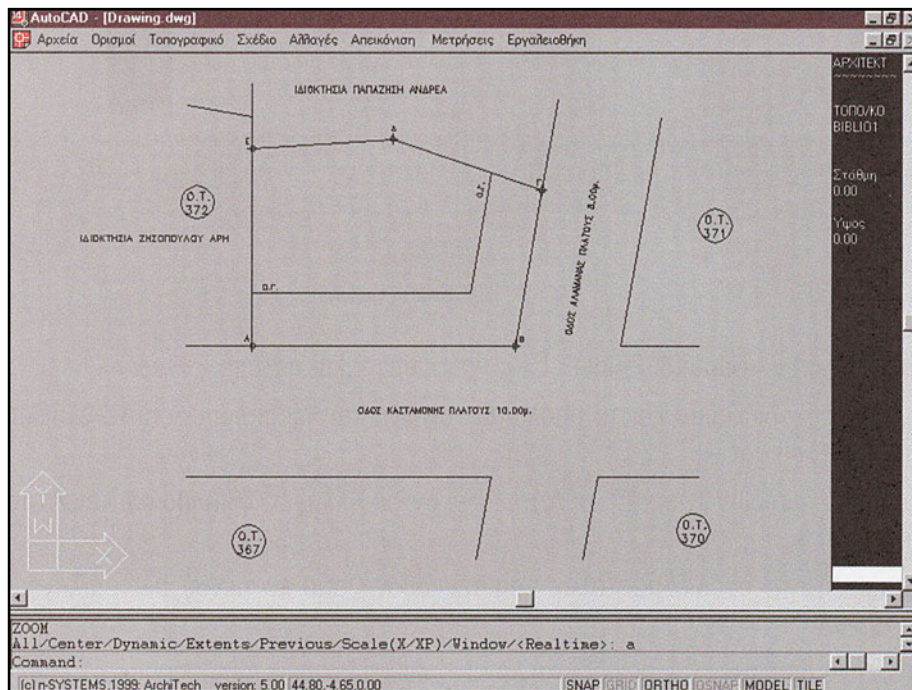 AutoCAD - [Drawing.dwg]
Αρχεία Ορισμοί Τοπογραφικό Σχέδιο Αλλαγές Απεικόνιση Μετρήσεις Εργαλειοθήκη
ΑΡΧΙΤΕΚΤ
~~~~~~~~
ΤΟΠΟ/ΚΟ
BIBLIO1
Στάθμη
0.00
Υψος
0.00
ΙΔΙΟΚΤΗΣΙΑ ΠΑΠΑΖΗΣΗ ΑΝΔΡΕΑ
Ε
Δ
Γ
Ο.Τ.
372
Ο.Γ.
Ο.Τ.
371
ΙΔΙΟΚΤΗΣΙΑ ΖΗΣΟΠΟΥΛΟΥ ΑΡΗ
ΟΔΟΣ ΑΛΑΜΑΝΑΣ ΠΛΑΤΟΥΣ 8.00μ.
Ο.Γ.
Α
Β
ΟΔΟΣ ΚΑΣΤΑΜΟΝΗΣ ΠΛΑΤΟΥΣ 10.00μ.
Y
W
X
Ο.Τ.
367
Ο.Τ.
370
ZOOM
All/Center/Dynamic/Extents/Previous/Scale(X/XP)/Window/<Realtime>: a
Command:
(c) n-SYSTEMS,1999: ArchiTech version: 5.00 44.80,-4.65,0.00 SNAP GRID ORTHO OSNAP MODEL TILE